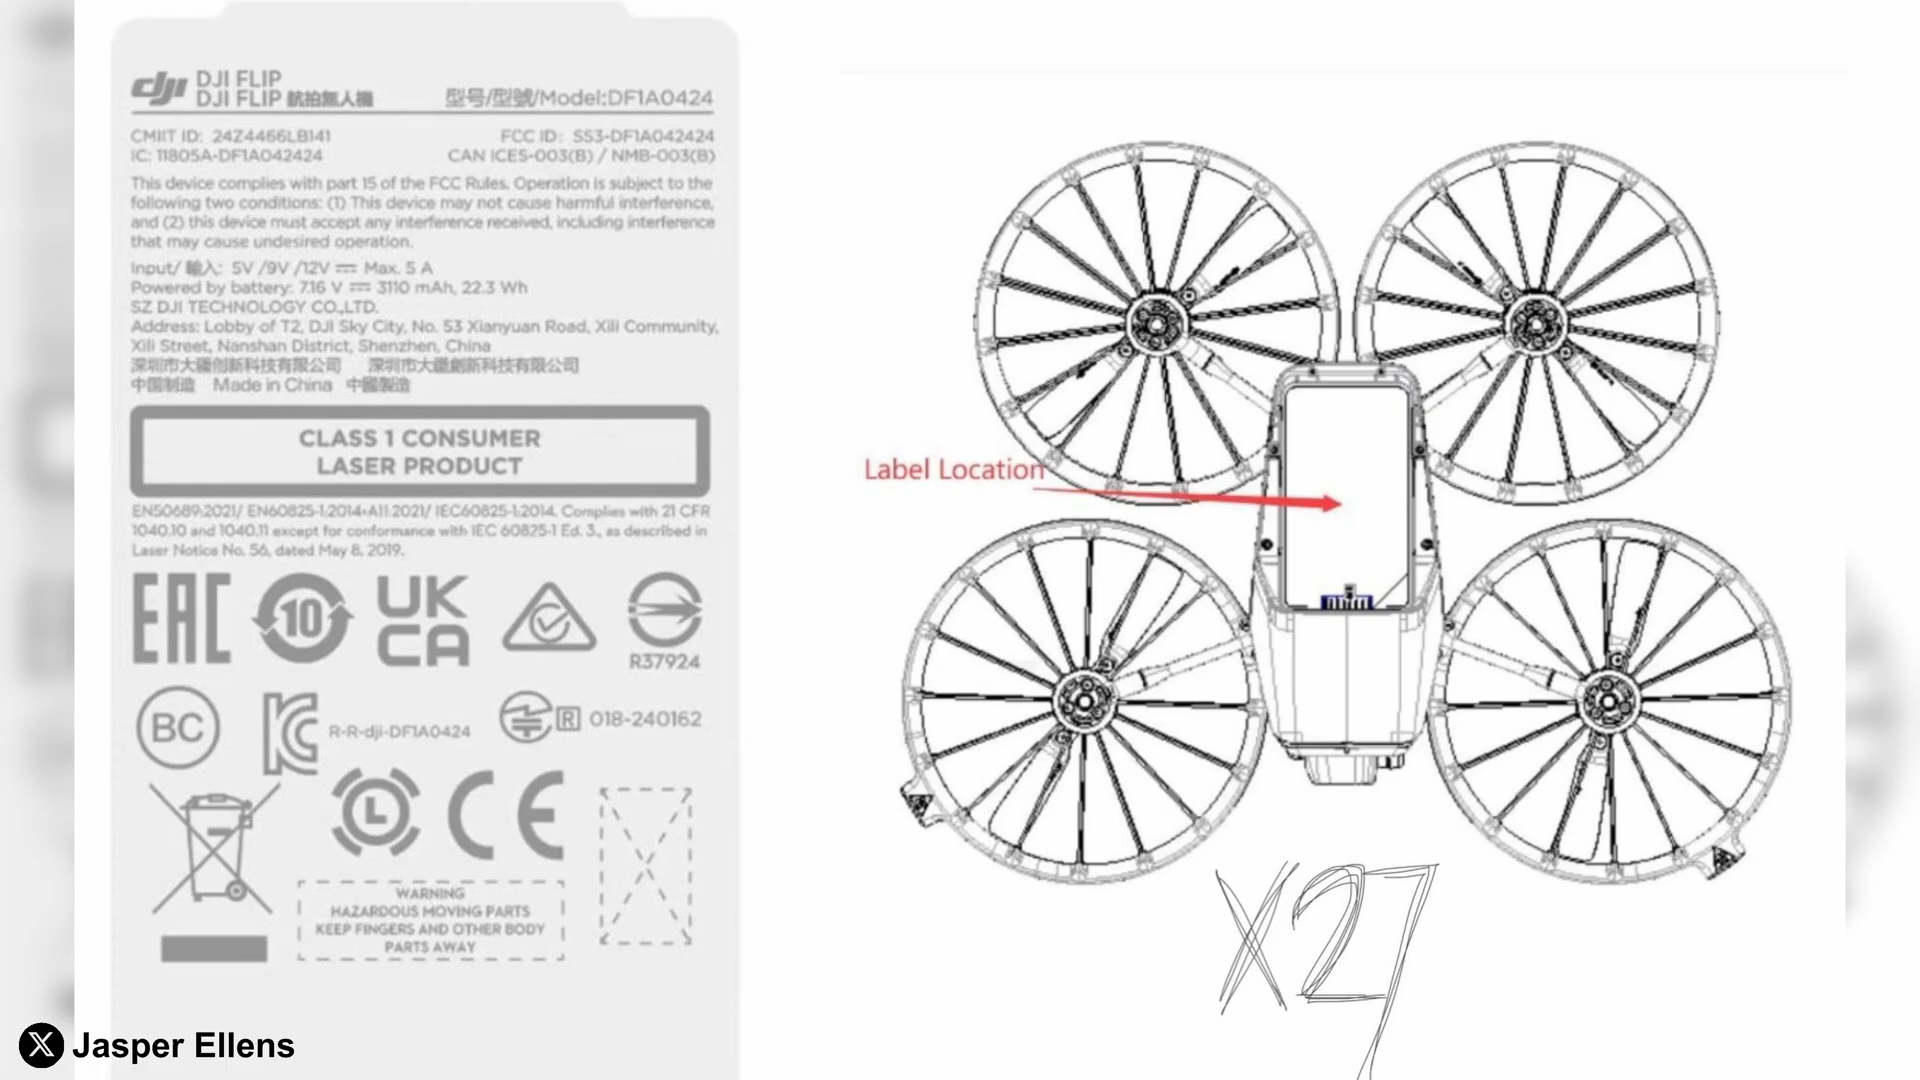 dji DJI FLIP
DJI FLIP 航拍無人機 型号/型號/Model:DF1A0424
CMIIT ID: 24Z4466LB141 FCC ID: SS3-DF1A042424
IC: 11805A-DF1A042424 CAN ICES-003(B) / NMB-003(B)
This device complies with part 15 of the FCC Rules. Operation is subject to the
following two conditions: (1) This device may not cause harmful interference,
and (2) this device must accept any interference received, including interference
that may cause undesired operation.
Input/ 輸入: 5V /9V /12V ⎓ Max. 5 A
Powered by battery: 7.16 V ⎓ 3110 mAh, 22.3 Wh
SZ DJI TECHNOLOGY CO.,LTD.
Address: Lobby of T2, DJI Sky City, No. 53 Xianyuan Road, Xili Community,
Xili Street, Nanshan District, Shenzhen, China
深圳市大疆创新科技有限公司 深圳市大疆創新科技有限公司
中国制造 Made in China 中國製造
CLASS 1 CONSUMER
LASER PRODUCT
EN50689:2021/ EN60825-1:2014+A11:2021/ IEC60825-1:2014. Complies with 21 CFR
1040.10 and 1040.11 except for conformance with IEC 60825-1 Ed. 3., as described in
Laser Notice No. 56, dated May 8, 2019.
EAC 10 UK
CA
R37924
BC KC R-R-dji-DF1A0424 R 018-240162
L CE
WARNING
HAZARDOUS MOVING PARTS
KEEP FINGERS AND OTHER BODY
PARTS AWAY
Label Location
X27
X Jasper Ellens